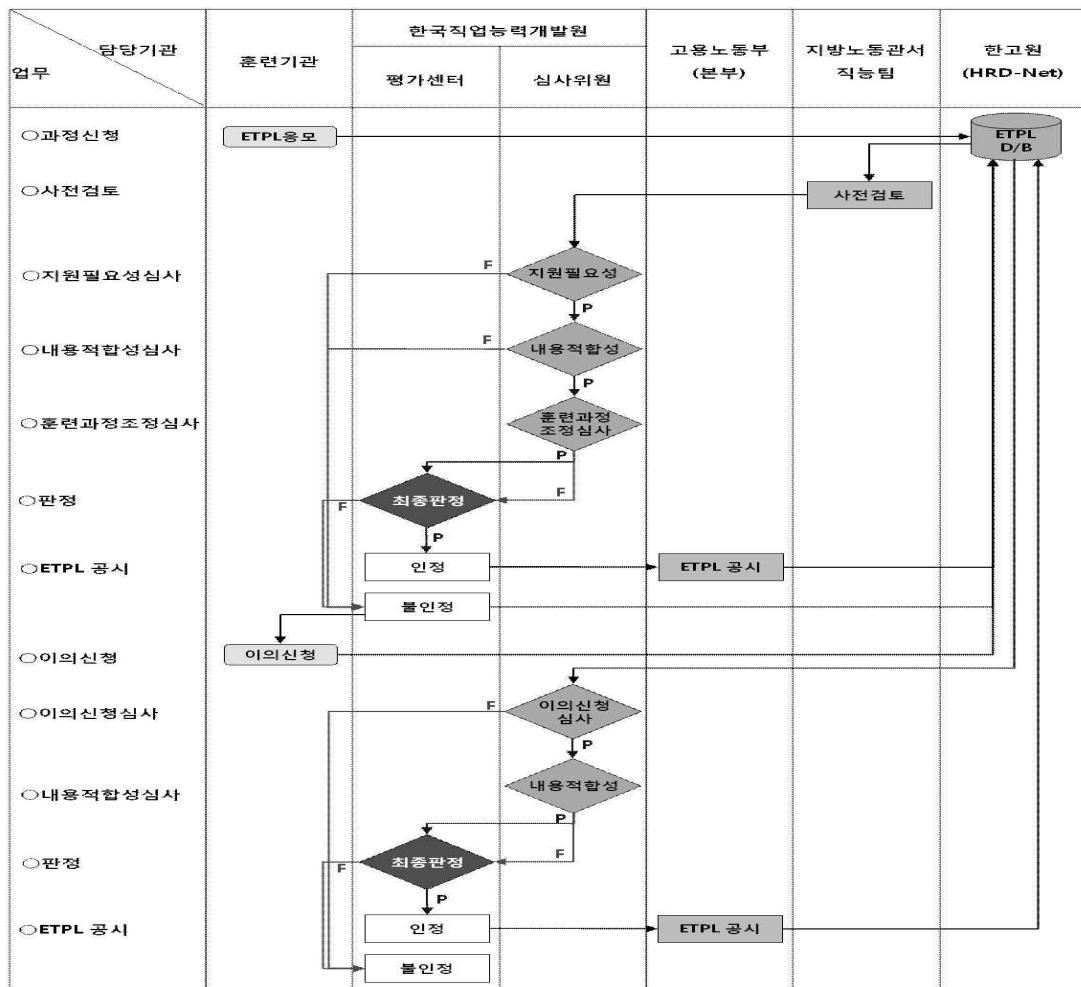 담당기관
업무
훈련기관
한국직업능력개발원
평가센터
심사위원
고용노동부
(본부)
지방노동관서
직능팀
한고원
(HRD-Net)
○과정신청
ETPL응모
ETPL
D/B
○사전검토
사전검토
○지원필요성심사
F
지원필요성
P
○내용적합성심사
F
내용적합성
P
○훈련과정조정심사
훈련과정
조정심사
P
○판정
F
최종판정
F
P
○ETPL 공시
인정
ETPL 공시
불인정
○이의신청
이의신청
○이의신청심사
F
이의신청
심사
P
○내용적합성심사
내용적합성
P
○판정
F
최종판정
F
P
○ETPL 공시
인정
ETPL 공시
불인정